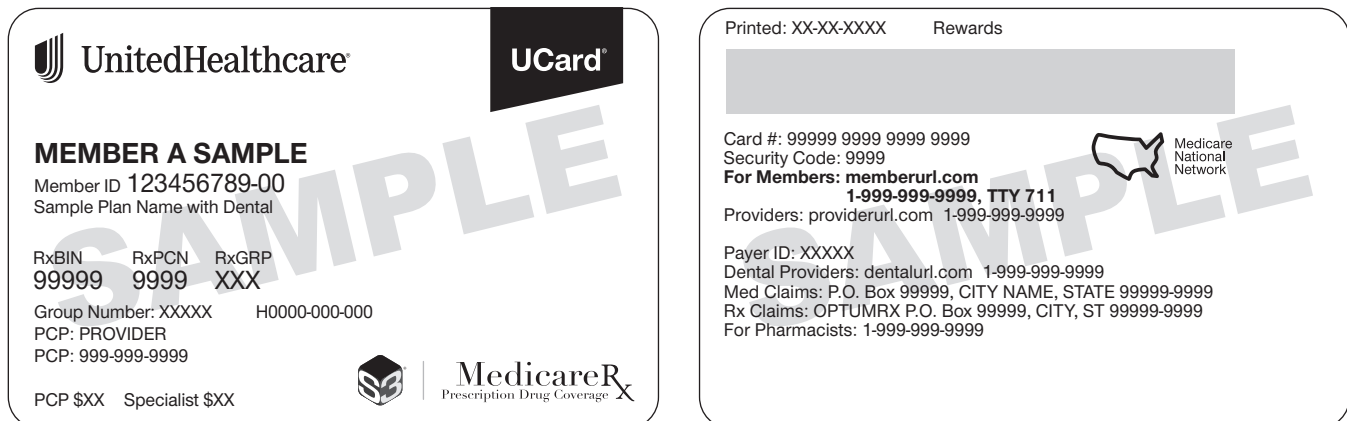 UnitedHealthcare®
UCard®
MEMBER A SAMPLE
Member ID 123456789-00
Sample Plan Name with Dental
RxBIN RxPCN RxGRP
99999 9999 XXX
Group Number: XXXXX H0000-000-000
PCP: PROVIDER
PCP: 999-999-9999
PCP $XX Specialist $XX
S3
MedicareRx
Prescription Drug Coverage
SAMPLE
Printed: XX-XX-XXXX Rewards
Card #: 99999 9999 9999 9999
Security Code: 9999
For Members: memberurl.com
1-999-999-9999, TTY 711
Providers: providerurl.com 1-999-999-9999
Medicare
National
Network
Payer ID: XXXXX
Dental Providers: dentalurl.com 1-999-999-9999
Med Claims: P.O. Box 99999, CITY NAME, STATE 99999-9999
Rx Claims: OPTUMRX P.O. Box 99999, CITY, ST 99999-9999
For Pharmacists: 1-999-999-9999
SAMPLE